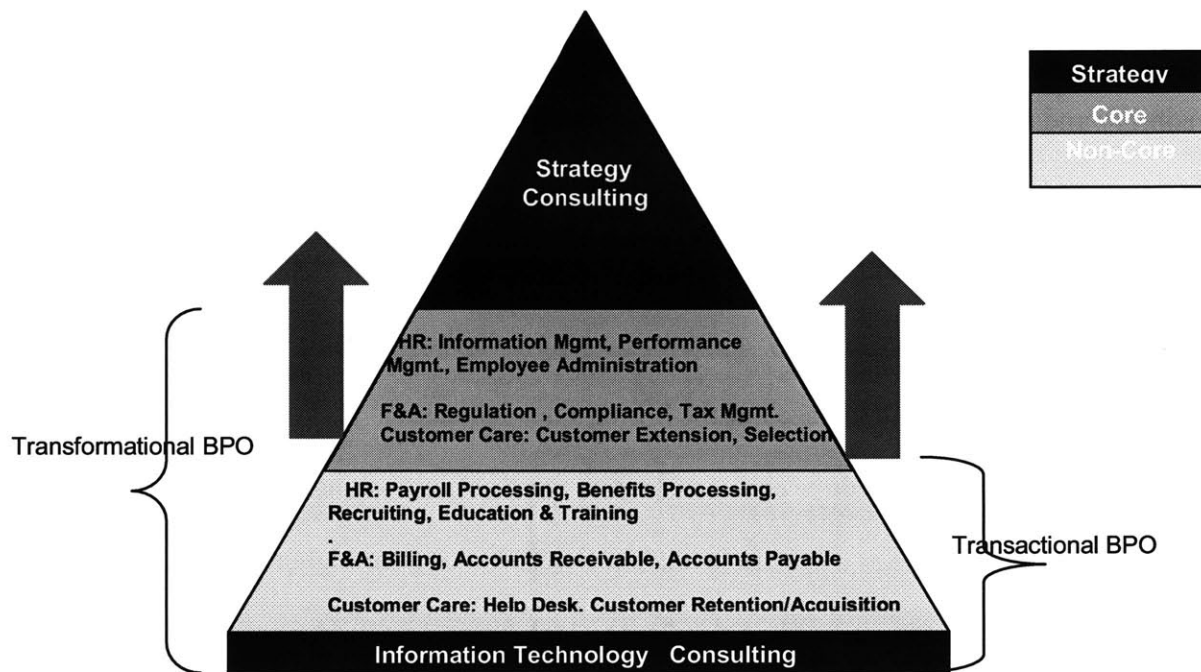 Strategy
Core
Non-Core
Strategy
Consulting
HR: Information Mgmt, Performance
Mgmt., Employee Administration
F&A: Regulation , Compliance, Tax Mgmt.
Customer Care: Customer Extension, Selection
Transformational BPO
HR: Payroll Processing, Benefits Processing,
Recruiting, Education & Training
.
F&A: Billing, Accounts Receivable, Accounts Payable
Transactional BPO
Customer Care: Help Desk. Customer Retention/Acquisition
Information Technology Consulting